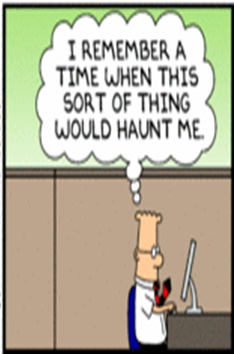 I REMEMBER A
TIME WHEN THIS
SORT OF THING
WOULD HAUNT ME.